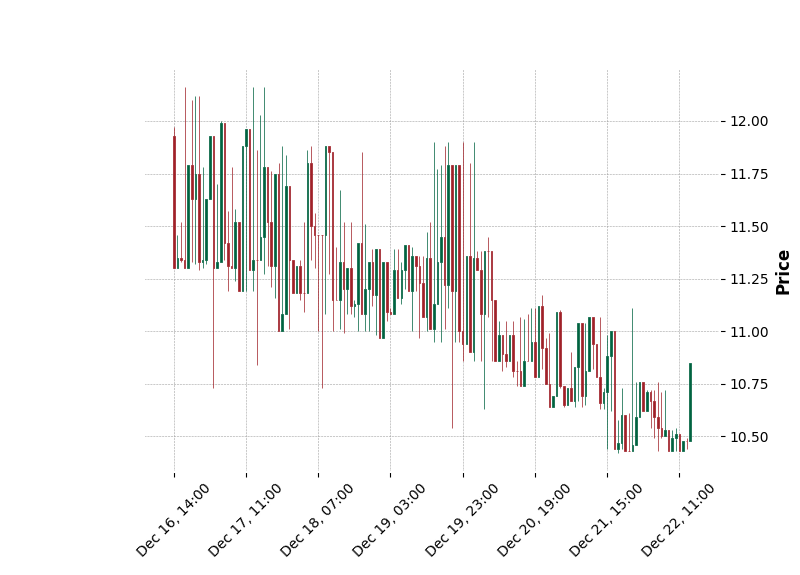 12.00
11.75
11.50
11.25
11.00
10.75
10.50
Price
Dec 16, 14:00
Dec 17, 11:00
Dec 18, 07:00
Dec 19, 03:00
Dec 19, 23:00
Dec 20, 19:00
Dec 21, 15:00
Dec 22, 11:00